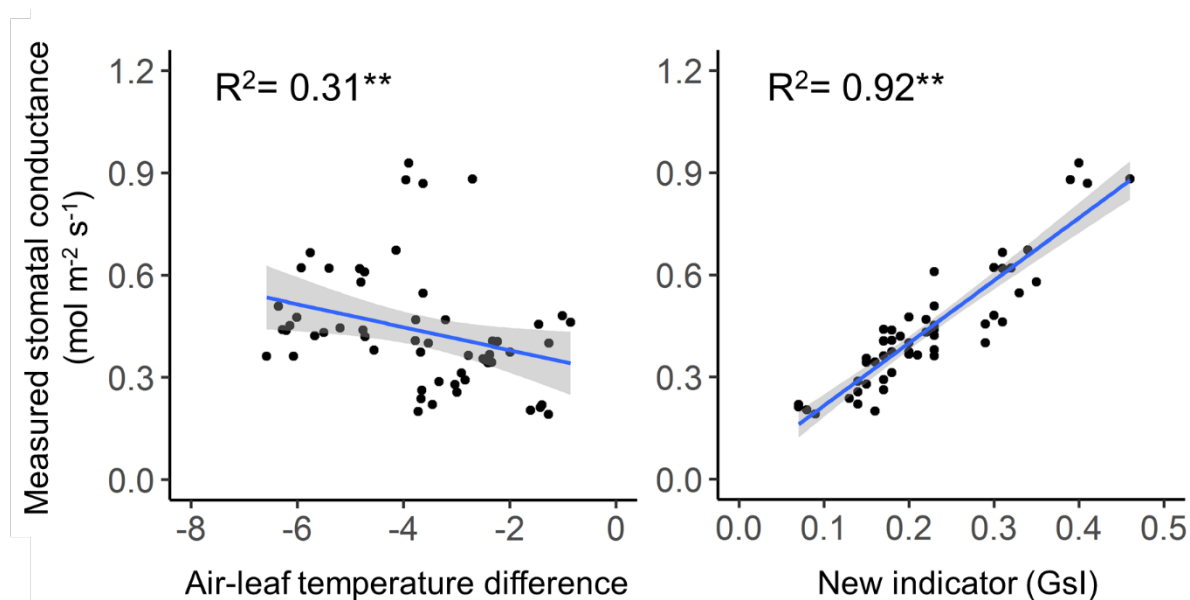 Measured stomatal conductance
(mol m⁻² s⁻¹)
R²= 0.31**
1.2
0.9
0.6
0.3
0.0
-8 -6 -4 -2 0
Air-leaf temperature difference
R²= 0.92**
1.2
0.9
0.6
0.3
0.0
0.0 0.1 0.2 0.3 0.4 0.5
New indicator (GsI)